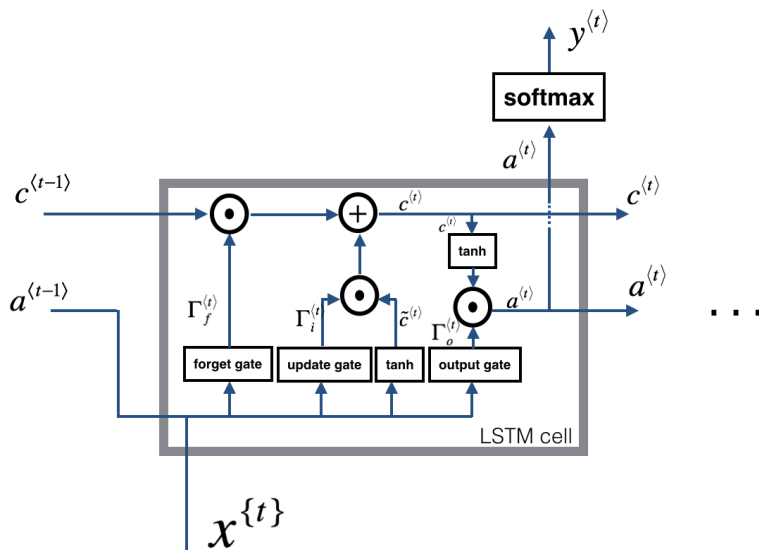 y⟨t⟩
softmax
a⟨t⟩
c⟨t-1⟩
c⟨t⟩
c⟨t⟩
c⟨t⟩
tanh
a⟨t-1⟩
Γf⟨t⟩
Γi⟨t⟩
c̃⟨t⟩
Γo⟨t⟩
a⟨t⟩
a⟨t⟩
...
forget gate
update gate
tanh
output gate
LSTM cell
x{t}